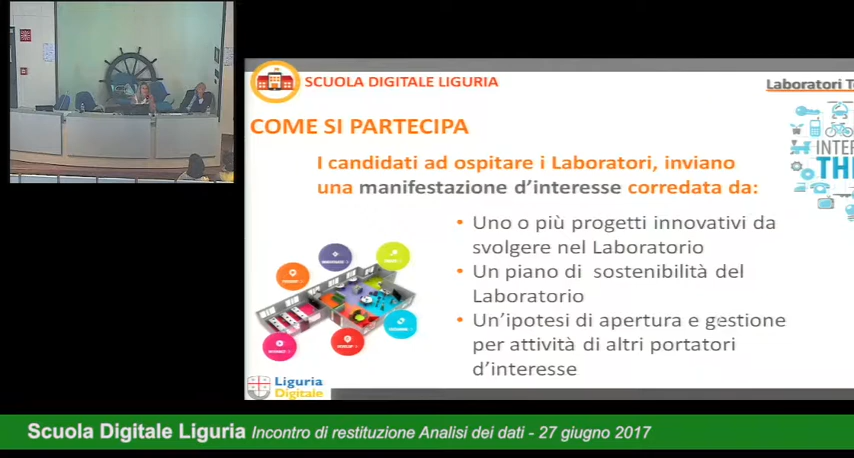 SCUOLA DIGITALE LIGURIA
Laboratori T
COME SI PARTECIPA
I candidati ad ospitare i Laboratori, inviano
una manifestazione d'interesse corredata da:
INTER
TH
• Uno o più progetti innovativi da
svolgere nel Laboratorio
• Un piano di sostenibilità del
Laboratorio
• Un'ipotesi di apertura e gestione
per attività di altri portatori
d'interesse
Liguria
Digitale
Scuola Digitale Liguria Incontro di restituzione Analisi dei dati - 27 giugno 2017